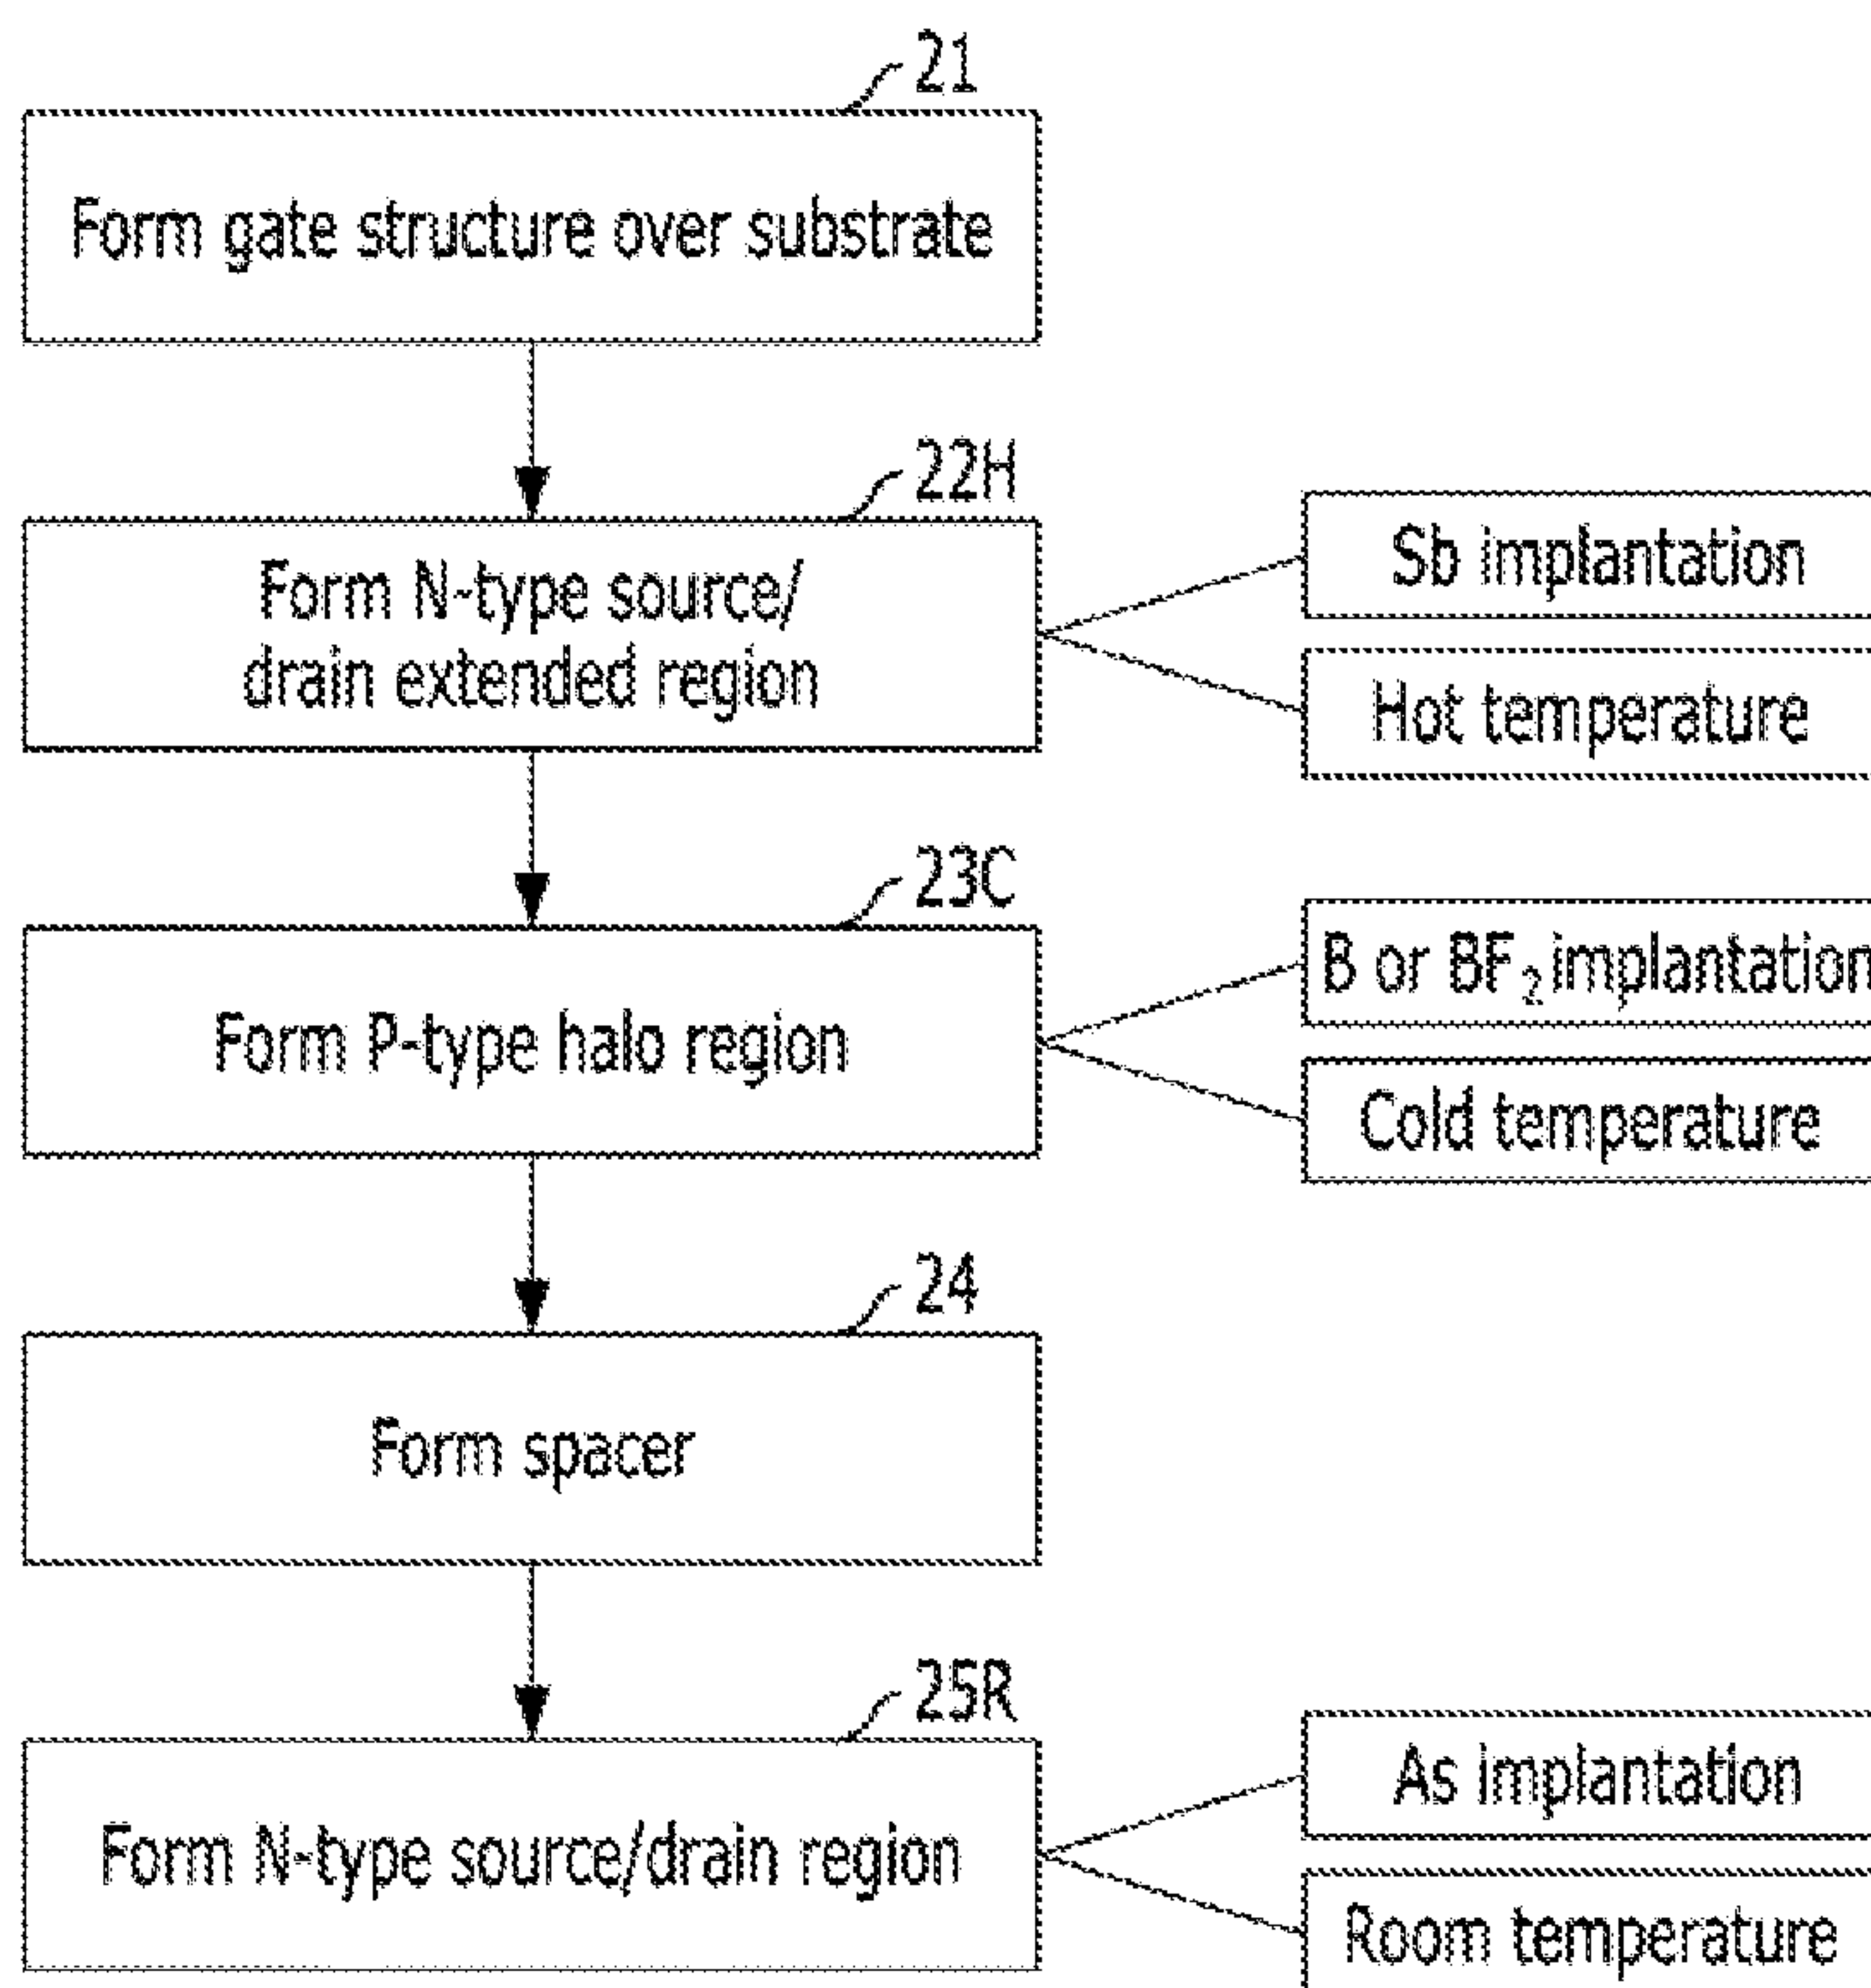 21
Form gate structure over substrate
22H
Form N-type source/
drain extended region
Sb implantation
Hot temperature
23C
Form P-type halo region
B or BF₂ implantation
Cold temperature
24
Form spacer
25R
Form N-type source/drain region
As implantation
Room temperature